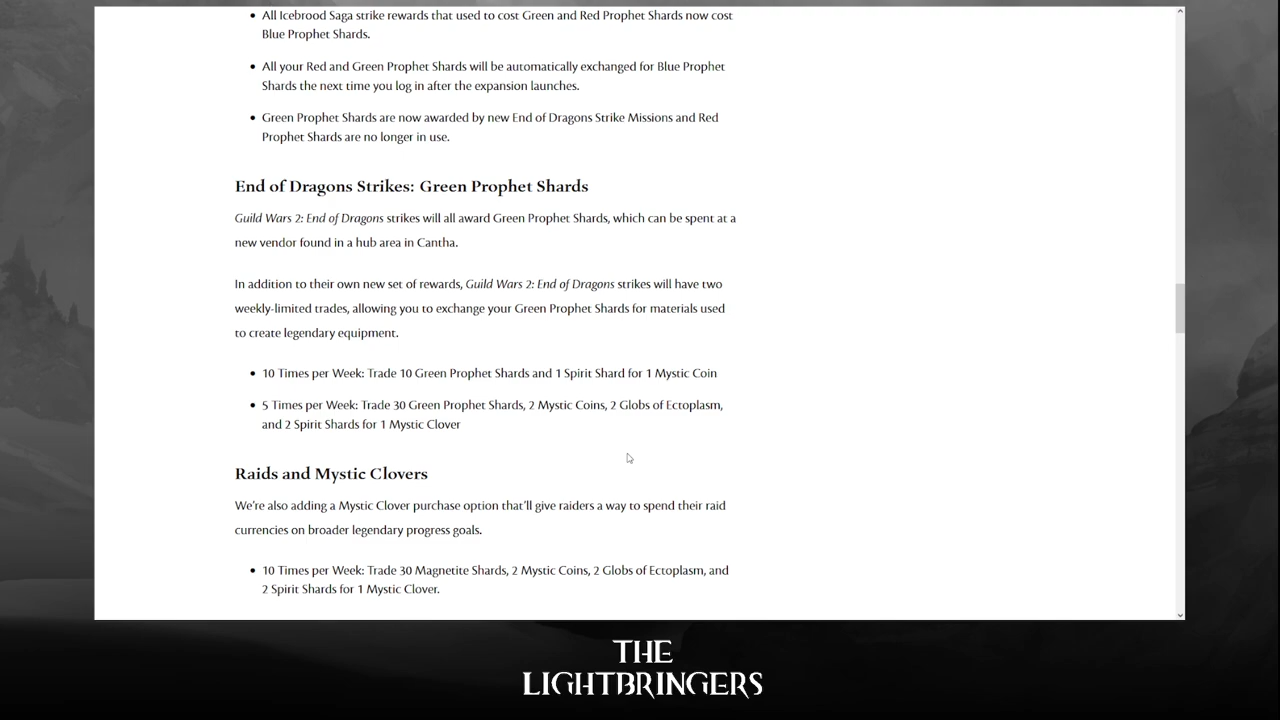 All Icebrood Saga strike rewards that used to cost Green and Red Prophet Shards now cost
Blue Prophet Shards.
All your Red and Green Prophet Shards will be automatically exchanged for Blue Prophet
Shards the next time you log in after the expansion launches.
Green Prophet Shards are now awarded by new End of Dragons Strike Missions and Red
Prophet Shards are no longer in use.
End of Dragons Strikes: Green Prophet Shards
Guild Wars 2: End of Dragons strikes will all award Green Prophet Shards, which can be spent at a
new vendor found in a hub area in Cantha.
In addition to their own new set of rewards, Guild Wars 2: End of Dragons strikes will have two
weekly-limited trades, allowing you to exchange your Green Prophet Shards for materials used
to create legendary equipment.
10 Times per Week: Trade 10 Green Prophet Shards and 1 Spirit Shard for 1 Mystic Coin
5 Times per Week: Trade 30 Green Prophet Shards, 2 Mystic Coins, 2 Globs of Ectoplasm,
and 2 Spirit Shards for 1 Mystic Clover
Raids and Mystic Clovers
We're also adding a Mystic Clover purchase option that'll give raiders a way to spend their raid
currencies on broader legendary progress goals.
10 Times per Week: Trade 30 Magnetite Shards, 2 Mystic Coins, 2 Globs of Ectoplasm, and
2 Spirit Shards for 1 Mystic Clover.
THE
LIGHTBRINGERS